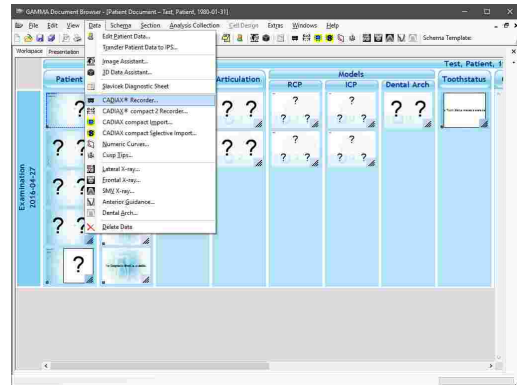 GAMMA Document Browser - [Patient Document - Test, Patient, 1980-01-31]
File Edit View Data Schema Section Analysis Collection Cell Design Extras Windows Help
Schema Template:
Workspace Presentation
Edit Patient Data...
Transfer Patient Data to IPS...
Image Assistant...
3D Data Assistant...
Slavicek Diagnostic Sheet
CADIAX® Recorder...
CADIAX® compact 2 Recorder...
CADIAX compact Import...
CADIAX compact Selective Import...
Numeric Curves...
Cusp Tips...
Lateral X-ray...
Frontal X-ray...
SMV X-ray...
Anterior Guidance...
Dental Arch...
Delete Data
Test, Patient, 1
Patient
Articulation
Models
RCP
ICP
Dental Arch
Toothstatus
Examination
2016-04-27
? ? ? ?